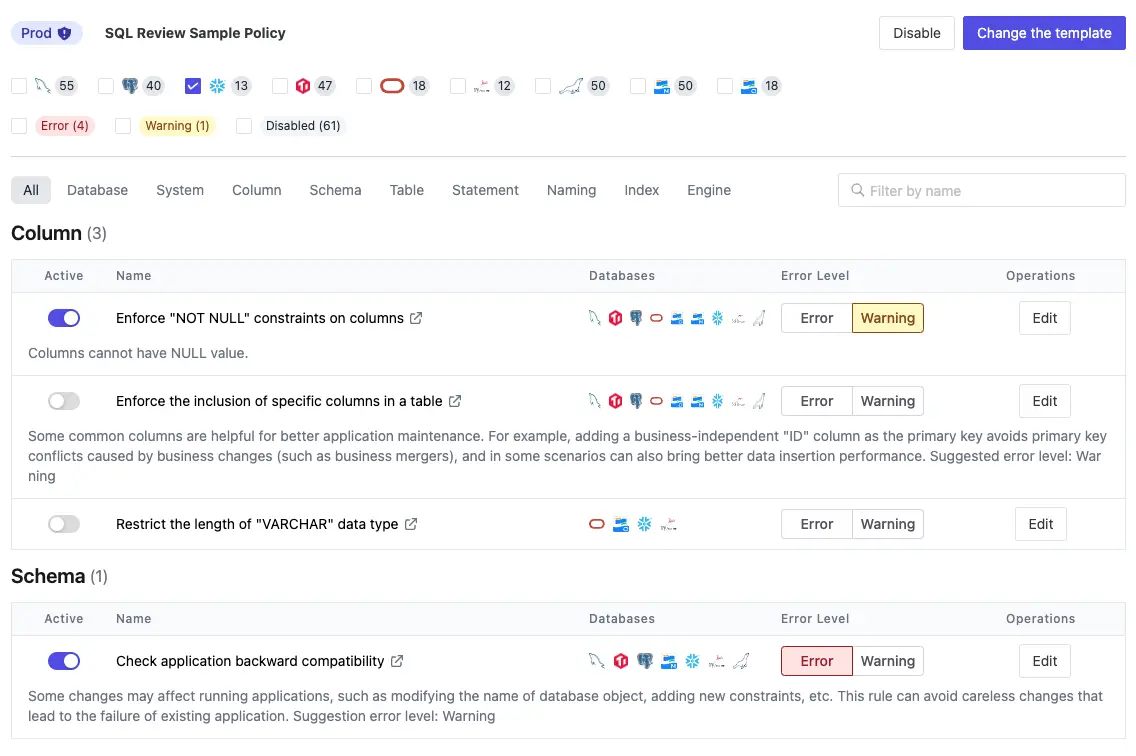 Prod SQL Review Sample Policy Disable Change the template
55 40 13 47 18 12 50 50 18
Error (4) Warning (1) Disabled (61)
All Database System Column Schema Table Statement Naming Index Engine Filter by name
Column (3)
Active Name Databases Error Level Operations
Enforce "NOT NULL" constraints on columns Error Warning Edit
Columns cannot have NULL value.
Enforce the inclusion of specific columns in a table Error Warning Edit
Some common columns are helpful for better application maintenance. For example, adding a business-independent "ID" column as the primary key avoids primary key
conflicts caused by business changes (such as business mergers), and in some scenarios can also bring better data insertion performance. Suggested error level: War
ning
Restrict the length of "VARCHAR" data type Error Warning Edit
Schema (1)
Active Name Databases Error Level Operations
Check application backward compatibility Error Warning Edit
Some changes may affect running applications, such as modifying the name of database object, adding new constraints, etc. This rule can avoid careless changes that
lead to the failure of existing application. Suggestion error level: Warning